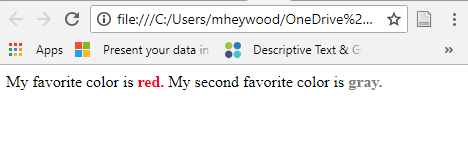 file:///C:/Users/mheywood/OneDrive%2...
Apps Present your data in Descriptive Text & G
My favorite color is red. My second favorite color is gray.